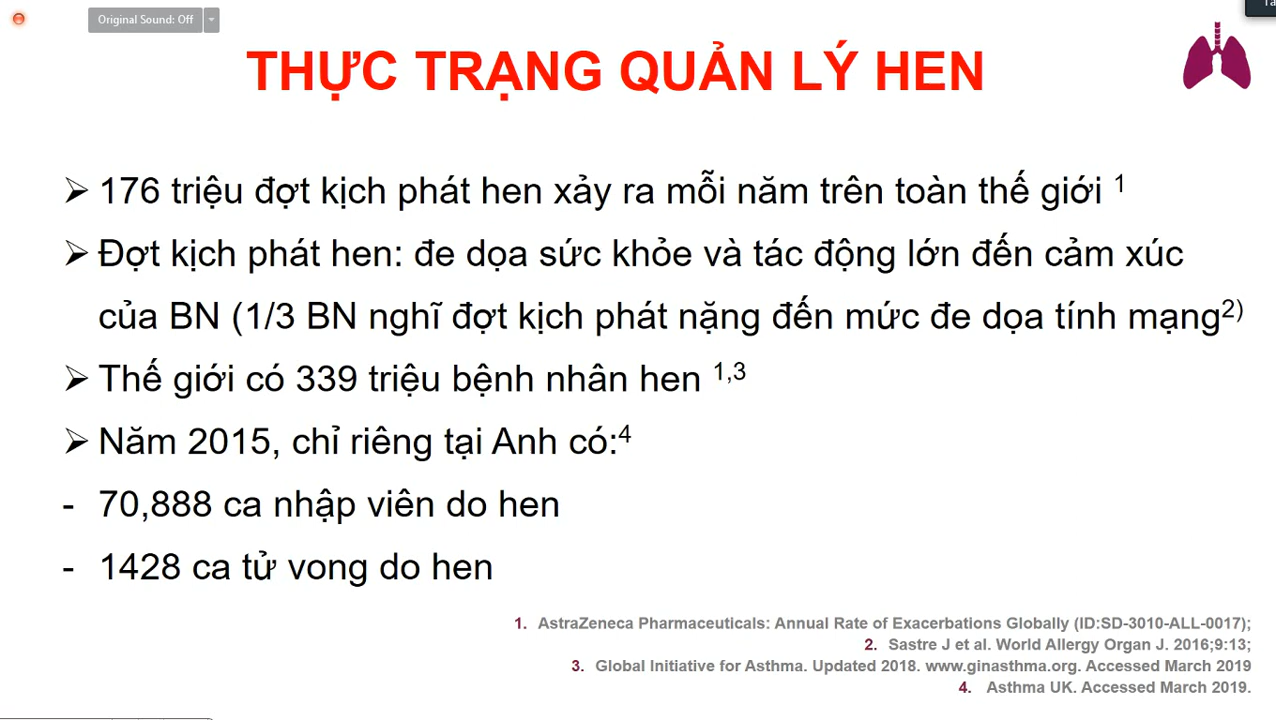 Original Sound: Off
THỰC TRẠNG QUẢN LÝ HEN
➢ 176 triệu đợt kịch phát hen xảy ra mỗi năm trên toàn thế giới 1
➢ Đợt kịch phát hen: đe dọa sức khỏe và tác động lớn đến cảm xúc
của BN (1/3 BN nghĩ đợt kịch phát nặng đến mức đe dọa tính mạng2)
➢ Thế giới có 339 triệu bệnh nhân hen 1,3
➢ Năm 2015, chỉ riêng tại Anh có:4
- 70,888 ca nhập viên do hen
- 1428 ca tử vong do hen
1. AstraZeneca Pharmaceuticals: Annual Rate of Exacerbations Globally (ID:SD-3010-ALL-0017);
2. Sastre J et al. World Allergy Organ J. 2016;9:13;
3. Global Initiative for Asthma. Updated 2018. www.ginasthma.org. Accessed March 2019
4. Asthma UK. Accessed March 2019.